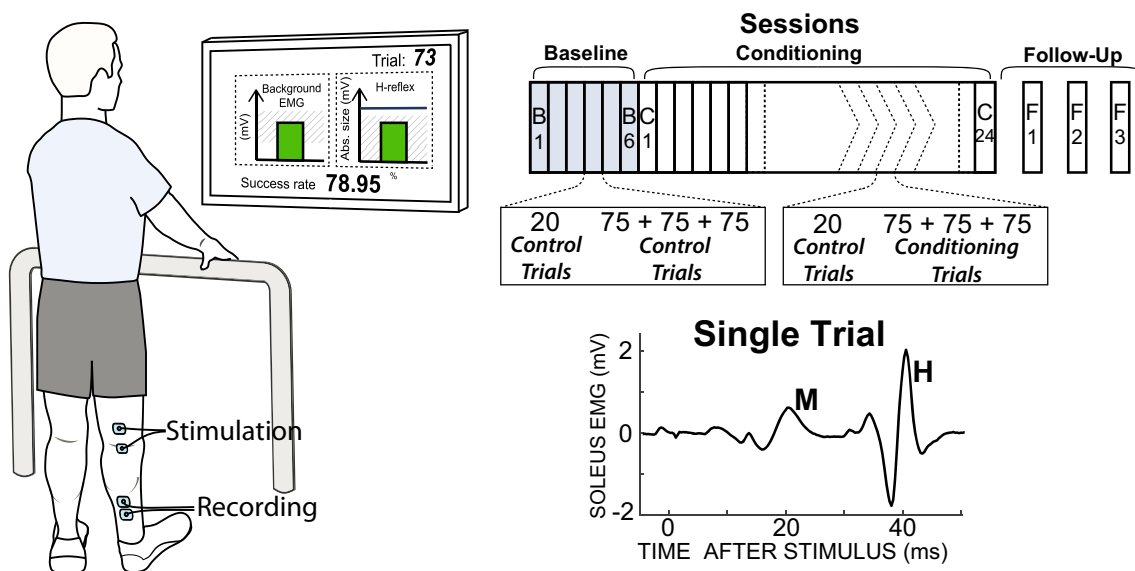 Trial: 73
Background
EMG
(mV)
H-reflex
Abs. size (mV)
Success rate 78.95 %
Stimulation
Recording
Sessions
Baseline
Conditioning
Follow-Up
B
1
B
6
C
1
C
24
F
1
F
2
F
3
20
Control
Trials
75 + 75 + 75
Control
Trials
20
Control
Trials
75 + 75 + 75
Conditioning
Trials
Single Trial
SOLEUS EMG (mV)
2
0
-2
M
H
0 20 40
TIME AFTER STIMULUS (ms)